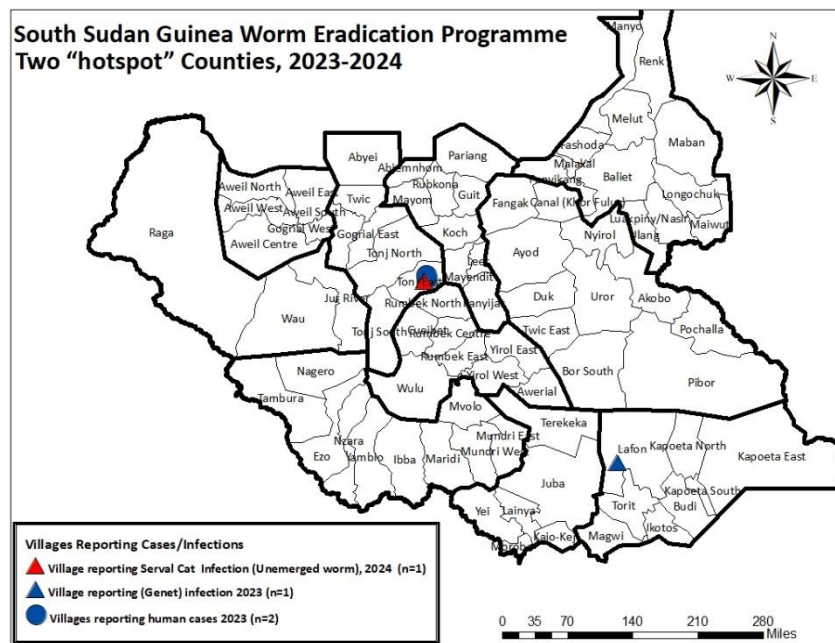 South Sudan Guinea Worm Eradication Programme
Two “hotspot” Counties, 2023-2024
N
W
E
S
Manyo
Renk
Melut
Maban
Malakal
Baliet
Longochuk
Maiwut
Abyei
Pariang
Rubkona
Guit
Mayom
Fangak
Canal (Khor Fulus)
Nyirol
Aweil North
Aweil East
Aweil West
Aweil South
Gogrial West
Aweil Centre
Twic
Gogrial East
Tonj North
Koch
Mayendit
Ayod
Raga
Duk
Uror
Akobo
Rumbek North
Wau
Twic East
Pochalla
Rumbek Centre
Yirol East
Rumbek East
Yirol West
Bor South
Pibor
Nagero
Wulu
Awerial
Tambura
Mvolo
Terekeka
Mundri East
Mundri West
Nzara
Ezo
Yambio
Ibba
Maridi
Lafon
Kapoeta North
Kapoeta East
Juba
Kapoeta South
Yei
Lainya
Torit
Budi
Ikotos
Magwi
Villages Reporting Cases/Infections
Village reporting Serval Cat Infection (Unemerged worm), 2024 (n=1)
Village reporting (Genet) infection 2023 (n=1)
Villages reporting human cases 2023 (n=2)
0 35 70 140 210 280
Miles